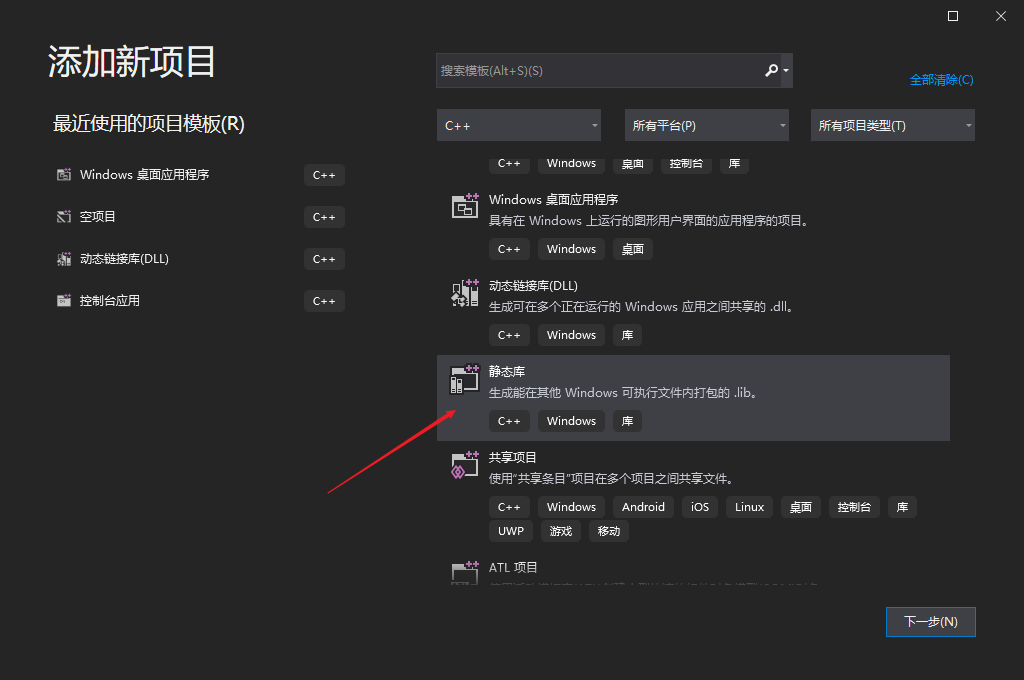 添加新项目
最近使用的项目模板(R)
Windows 桌面应用程序 C++
空项目 C++
动态链接库(DLL) C++
控制台应用 C++
搜索模板(Alt+S)(S)
全部清除(C)
C++ 所有平台(P) 所有项目类型(T)
C++ Windows 桌面 控制台 库
Windows 桌面应用程序
具有在 Windows 上运行的图形用户界面的应用程序的项目。
C++ Windows 桌面
动态链接库(DLL)
生成可在多个正在运行的 Windows 应用之间共享的 .dll。
C++ Windows 库
静态库
生成能在其他 Windows 可执行文件内打包的 .lib。
C++ Windows 库
共享项目
使用“共享条目”项目在多个项目之间共享文件。
C++ Windows Android iOS Linux 桌面 控制台 库
UWP 游戏 移动
ATL 项目
下一步(N)